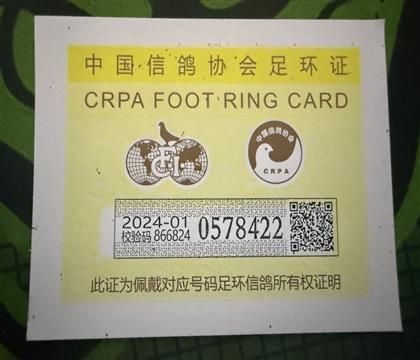 中国信鸽协会足环证
CRPA FOOT RING CARD
FCI
中国信鸽协会
CRPA
2024-01
校验码 866824
0578422
此证为佩戴对应号码足环信鸽所有权证明